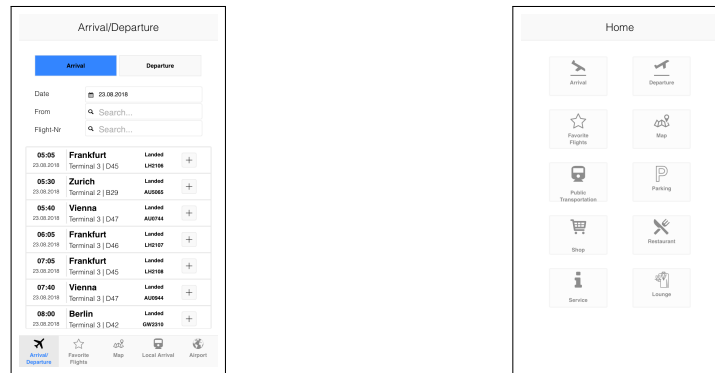 Arrival/Departure
Arrival Departure
Date 23.08.2018
From Search...
Flight-Nr Search...
05:05 Frankfurt Landed
23.08.2018 Terminal 3 | D45 LH2106
05:30 Zurich Landed
23.08.2018 Terminal 2 | B29 AU5065
05:40 Vienna Landed
23.08.2018 Terminal 3 | D47 AU0744
06:05 Frankfurt Landed
23.08.2018 Terminal 3 | D46 LH2107
07:05 Frankfurt Landed
23.08.2018 Terminal 3 | D45 LH2108
07:40 Vienna Landed
23.08.2018 Terminal 3 | D47 AU0944
08:00 Berlin Landed
23.08.2018 Terminal 3 | D42 GW2310
Arrival/ Favorite Map Local Arrival Airport
Departure Flights
Home
Arrival Departure
Favorite Map
Flights
Public Parking
Transportation
Shop Restaurant
Service Lounge